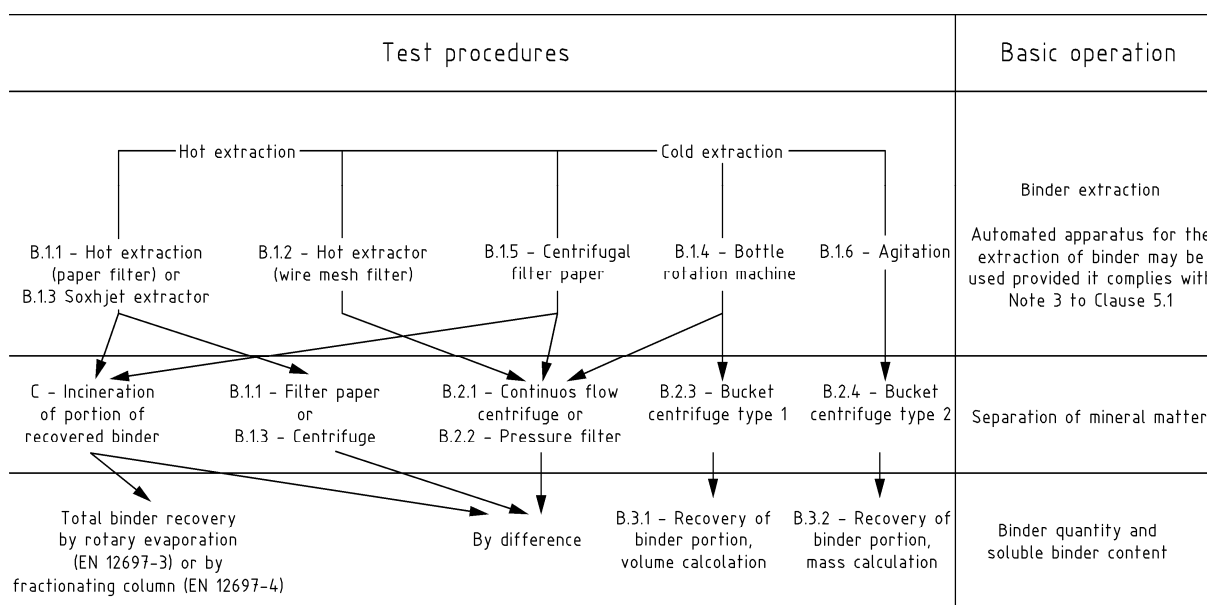 Test procedures
Basic operation
Hot extraction
Cold extraction
B.1.1 - Hot extraction
(paper filter) or
B.1.3 Soxhjet extractor
B.1.2 - Hot extractor
(wire mesh filter)
B.1.5 - Centrifugal
filter paper
B.1.4 - Bottle
rotation machine
B.1.6 - Agitation
Binder extraction
Automated apparatus for the
extraction of binder may be
used provided it complies with
Note 3 to Clause 5.1
C - Incineration
of portion of
recovered binder
B.1.1 - Filter paper
or
B.1.3 - Centrifuge
B.2.1 - Continuos flow
centrifuge or
B.2.2 - Pressure filter
B.2.3 - Bucket
centrifuge type 1
B.2.4 - Bucket
centrifuge type 2
Separation of mineral matter
Total binder recovery
by rotary evaporation
(EN 12697-3) or by
fractionating column (EN 12697-4)
By difference
B.3.1 - Recovery of
binder portion,
volume calcolation
B.3.2 - Recovery of
binder portion,
mass calculation
Binder quantity and
soluble binder content